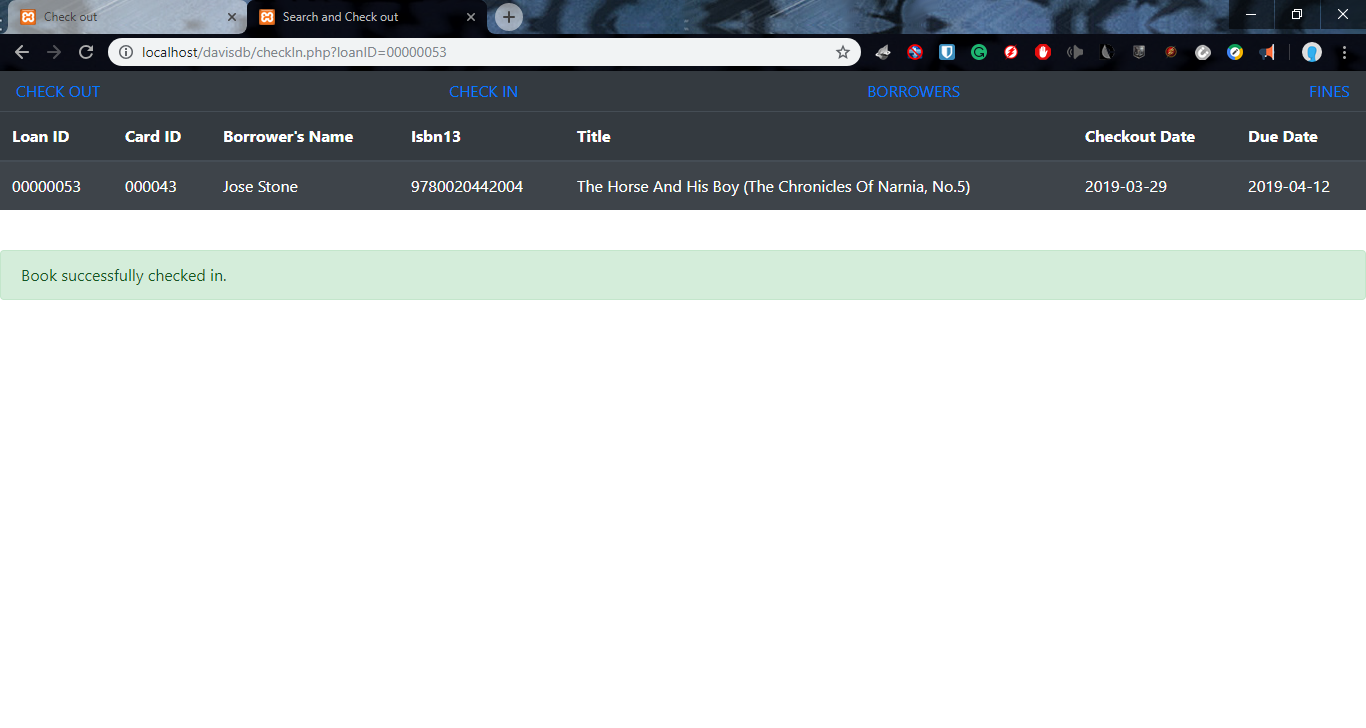 Check out Search and Check out
localhost/davisdb/checkIn.php?loanID=00000053
CHECK OUT CHECK IN BORROWERS FINES
Loan ID Card ID Borrower's Name Isbn13 Title Checkout Date Due Date
00000053 000043 Jose Stone 9780020442004 The Horse And His Boy (The Chronicles Of Narnia, No.5) 2019-03-29 2019-04-12
Book successfully checked in.